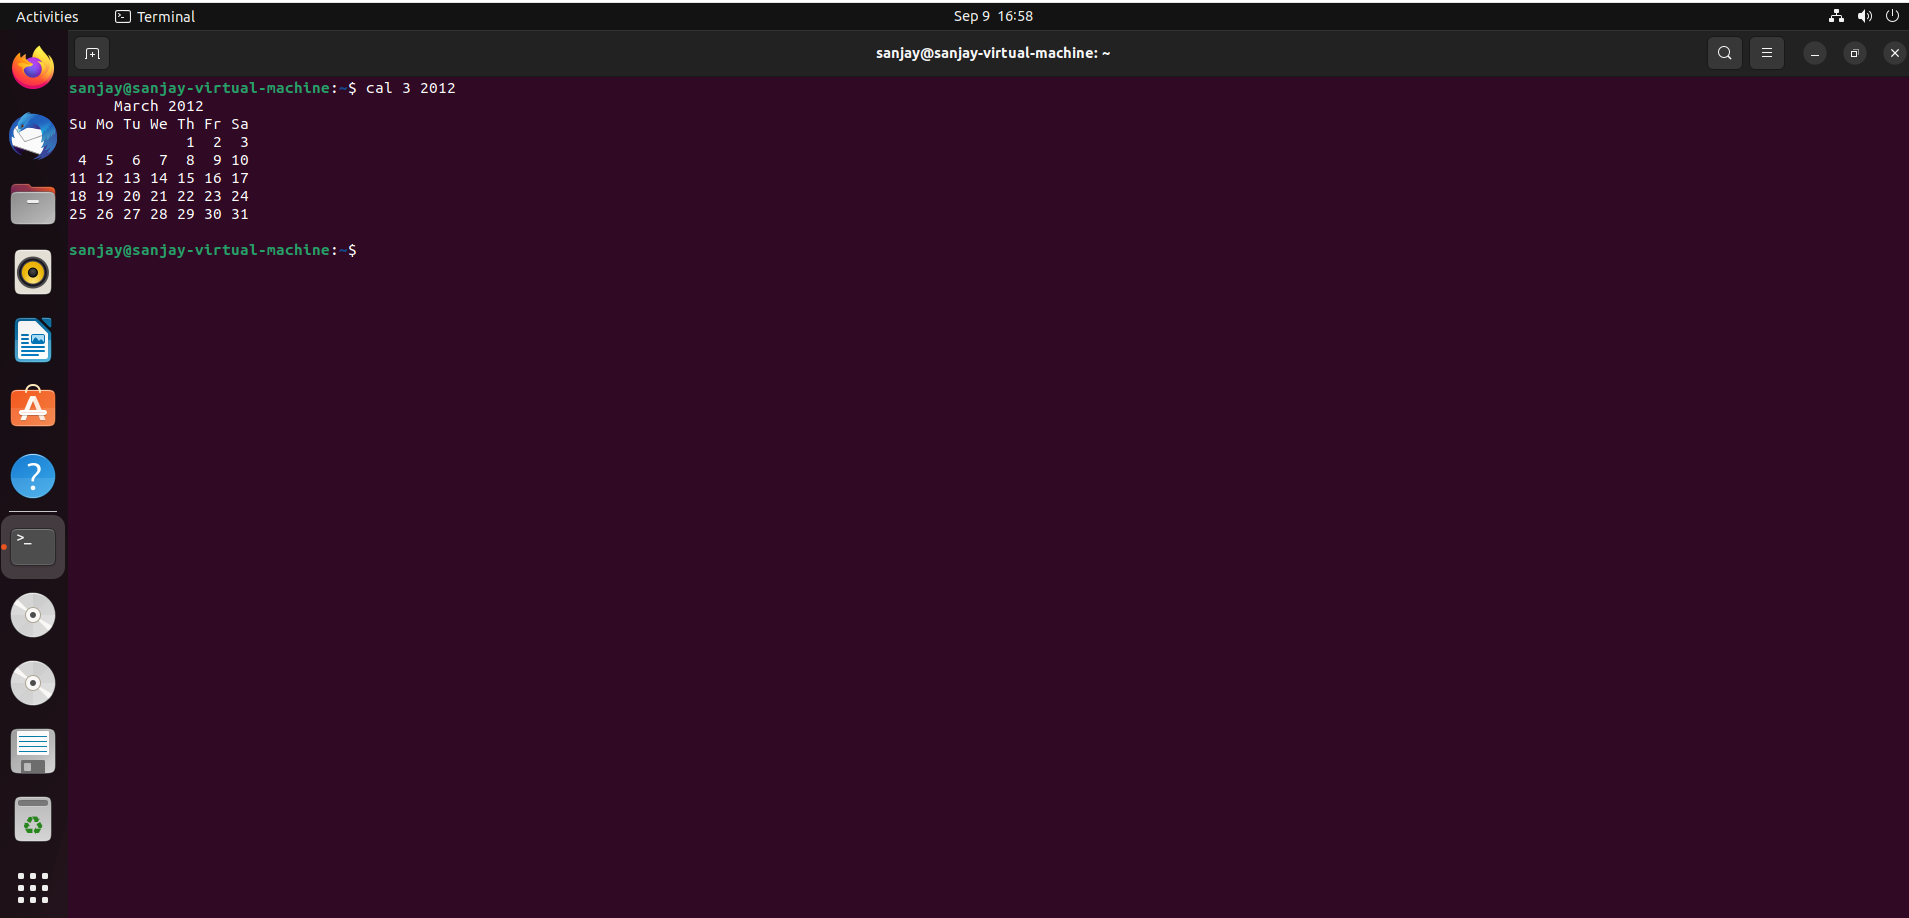 Activities Terminal Sep 9 16:58
sanjay@sanjay-virtual-machine: ~
sanjay@sanjay-virtual-machine:~$ cal 3 2012
     March 2012
Su Mo Tu We Th Fr Sa
             1  2  3
 4  5  6  7  8  9 10
11 12 13 14 15 16 17
18 19 20 21 22 23 24
25 26 27 28 29 30 31
sanjay@sanjay-virtual-machine:~$